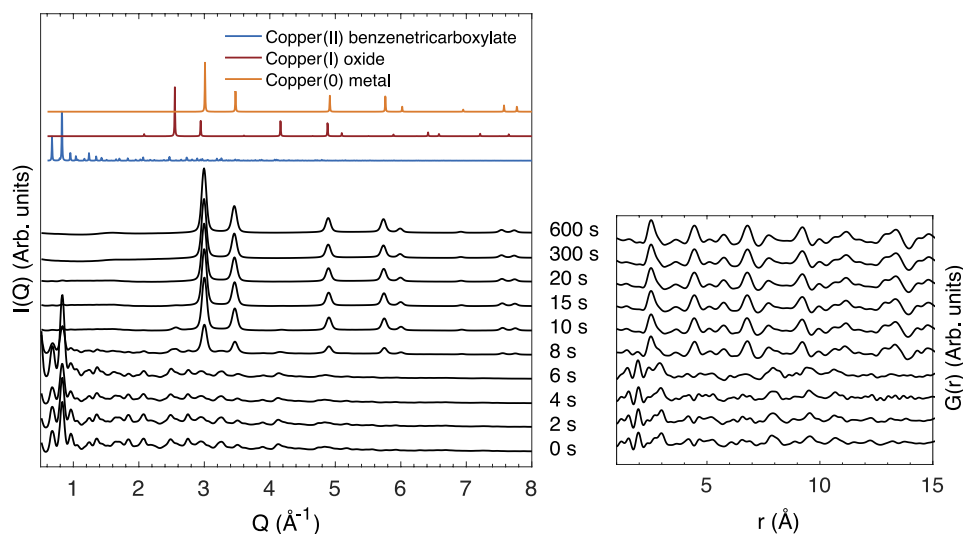 Copper(II) benzenetricarboxylate
Copper(I) oxide
Copper(0) metal
I(Q) (Arb. units)
1 2 3 4 5 6 7 8
Q (Å⁻¹)
600 s
300 s
20 s
15 s
10 s
8 s
6 s
4 s
2 s
0 s
G(r) (Arb. units)
5 10 15
r (Å)